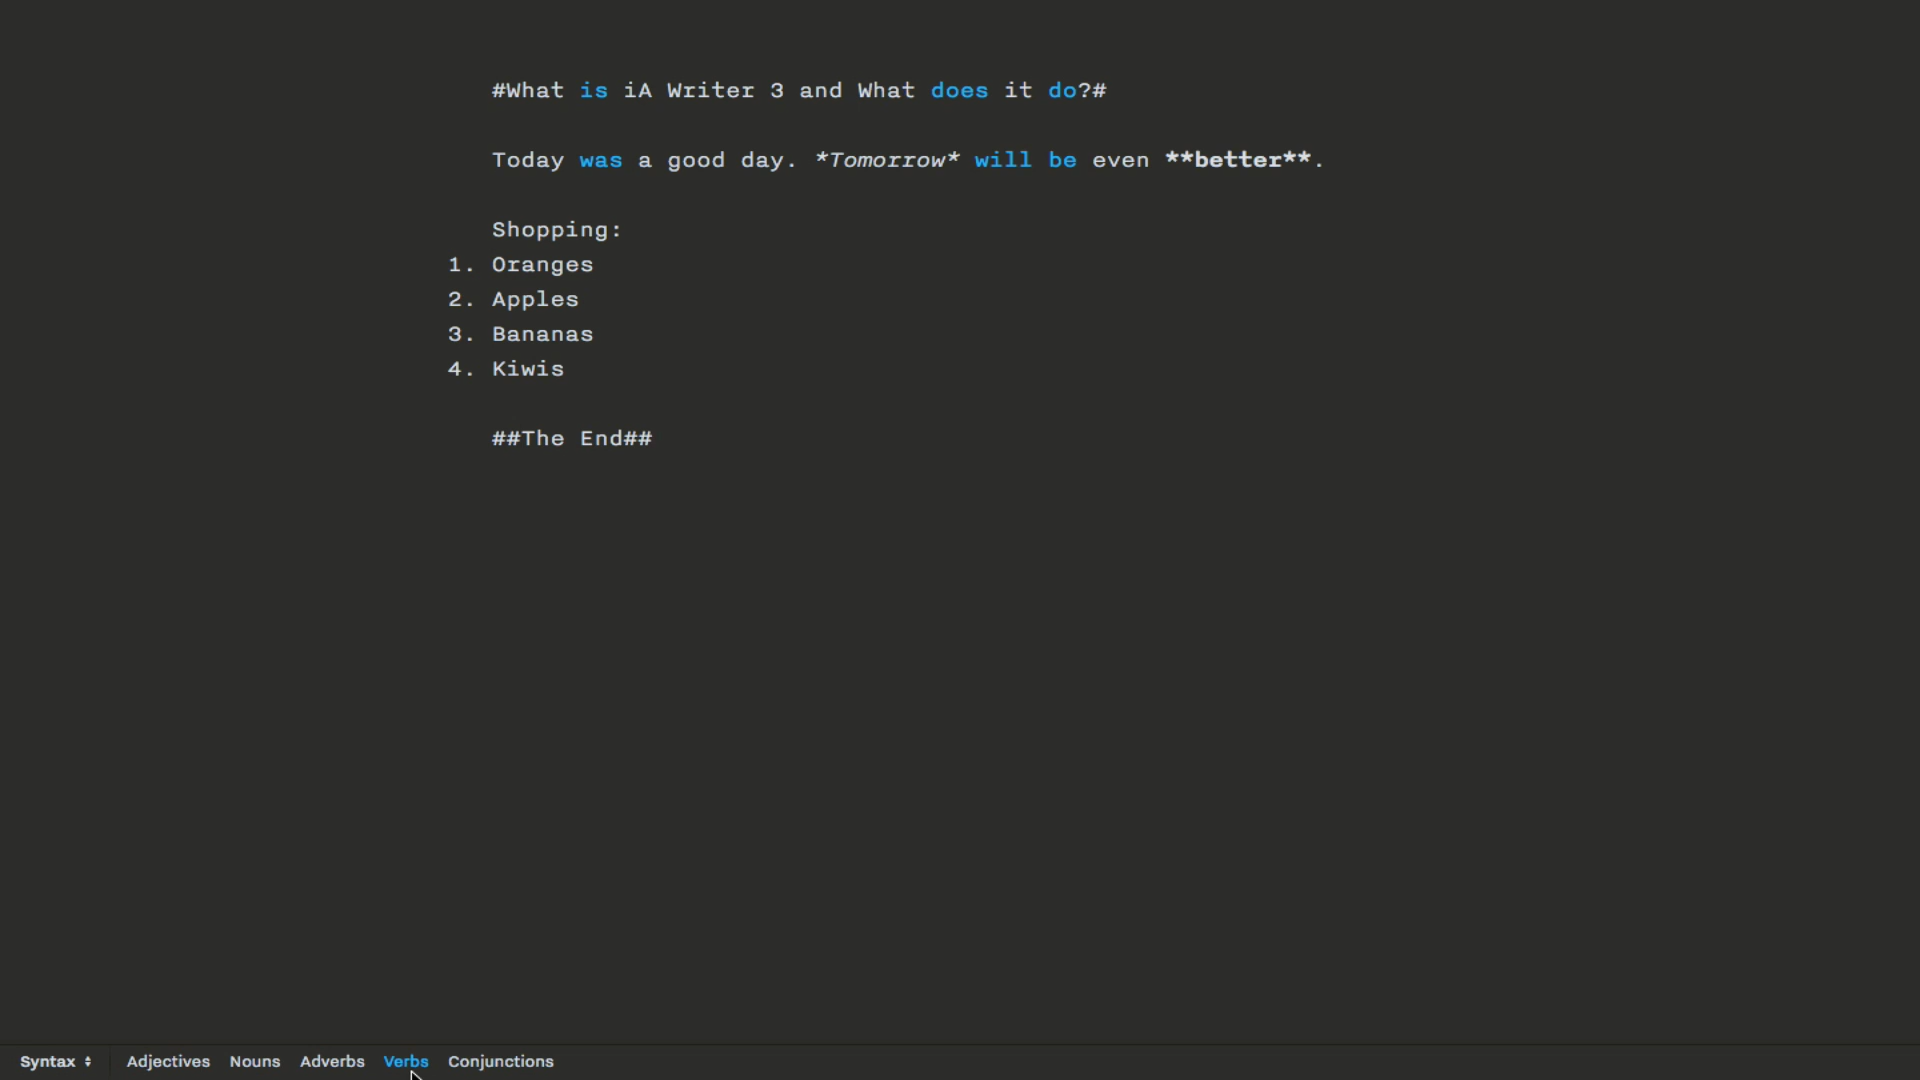 #What is iA Writer 3 and What does it do?#
Today was a good day. *Tomorrow* will be even **better**.
Shopping:
1. Oranges
2. Apples
3. Bananas
4. Kiwis
##The End##
Syntax Adjectives Nouns Adverbs Verbs Conjunctions